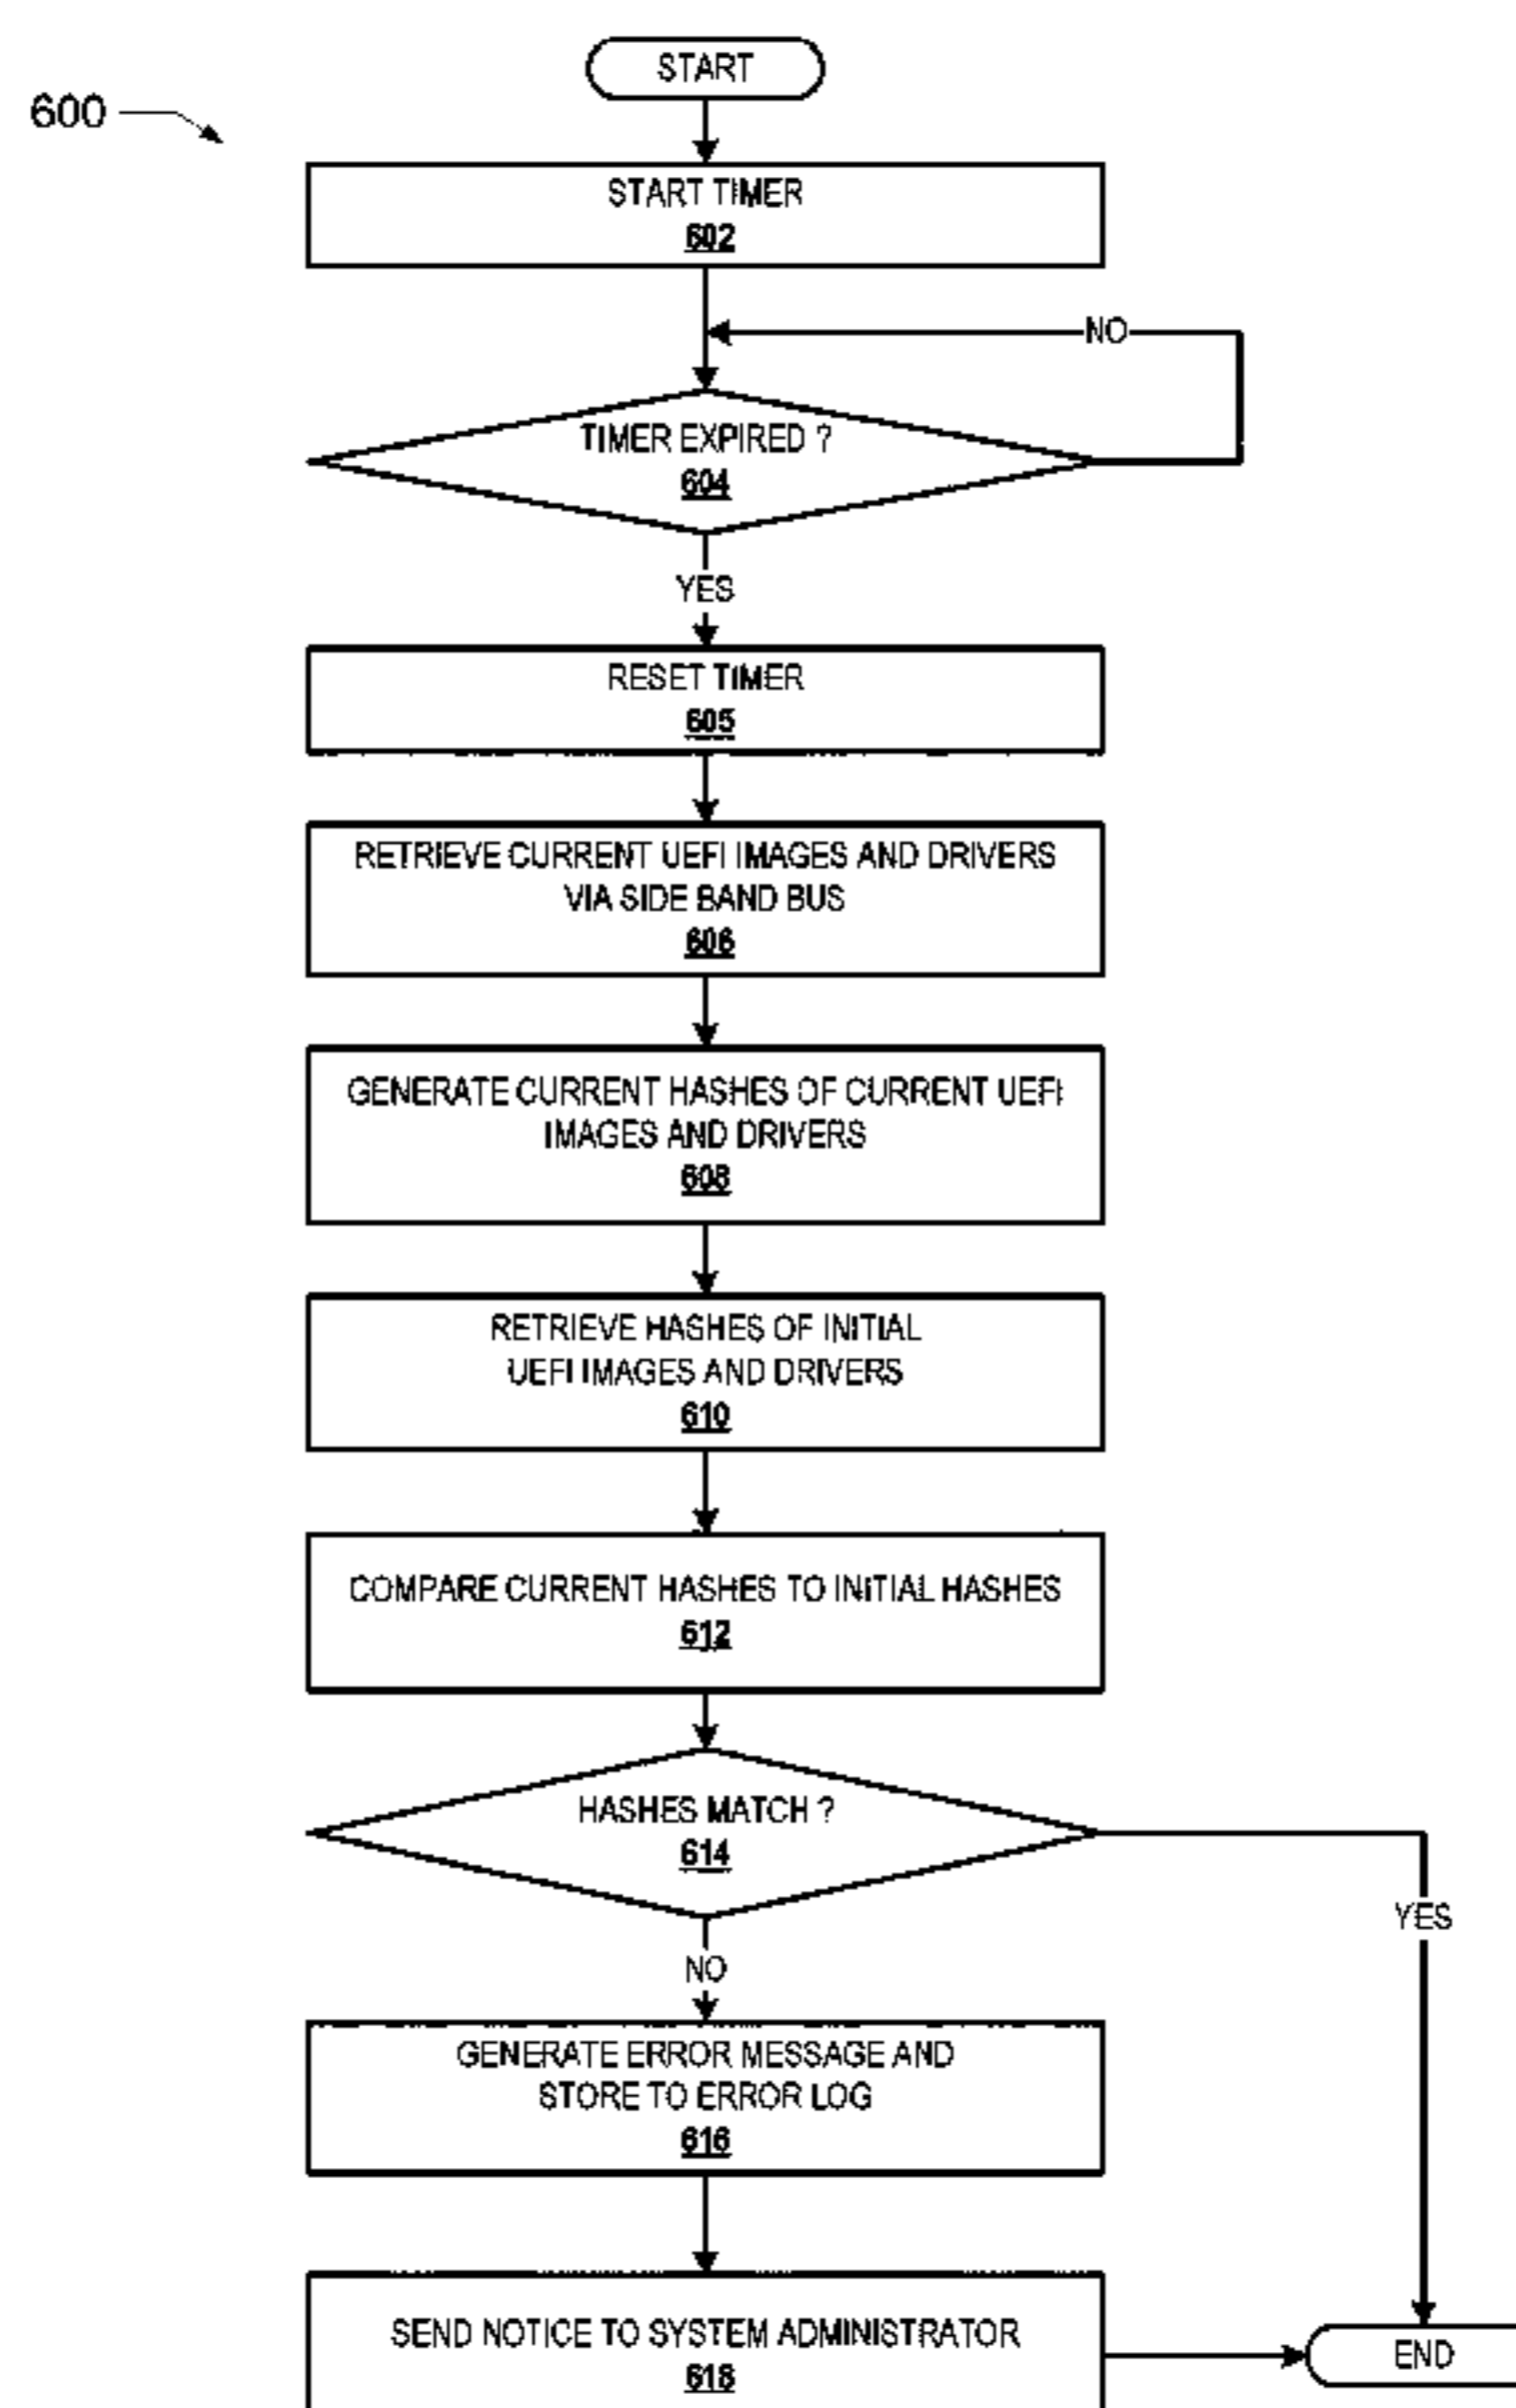 START
600
START TIMER
602
NO
TIMER EXPIRED ?
604
YES
RESET TIMER
605
RETRIEVE CURRENT UEFI IMAGES AND DRIVERS
VIA SIDE BAND BUS
606
GENERATE CURRENT HASHES OF CURRENT UEFI
IMAGES AND DRIVERS
608
RETRIEVE HASHES OF INITIAL
UEFI IMAGES AND DRIVERS
610
COMPARE CURRENT HASHES TO INITIAL HASHES
612
HASHES MATCH ?
614
YES
NO
GENERATE ERROR MESSAGE AND
STORE TO ERROR LOG
616
SEND NOTICE TO SYSTEM ADMINISTRATOR
618
END